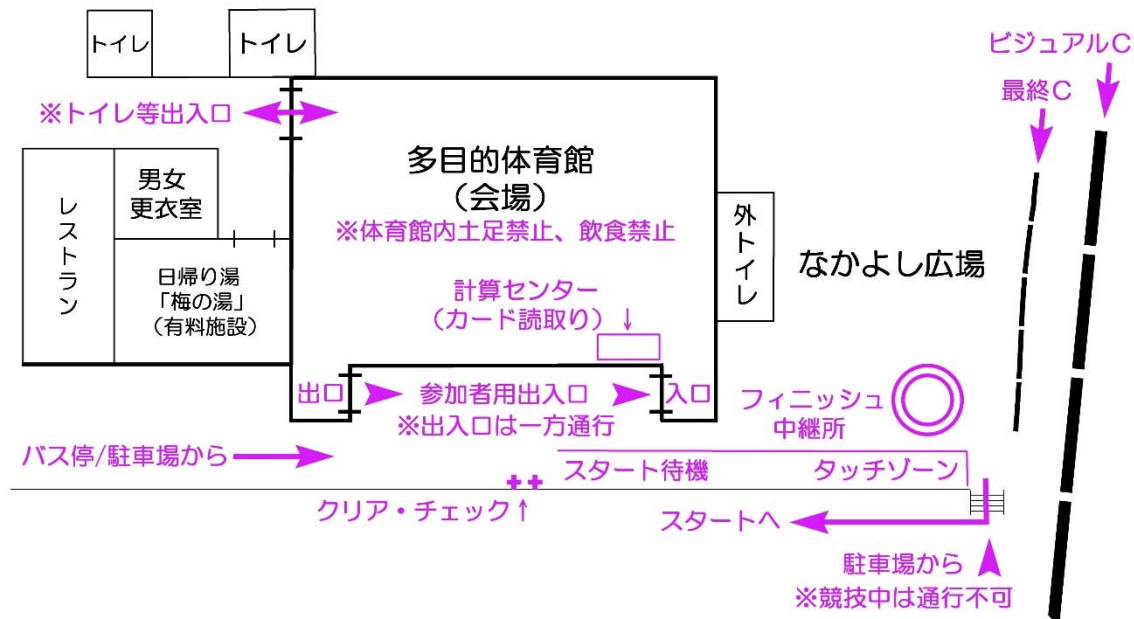 トイレ
トイレ
ビジュアルC
最終C
※トイレ等出入口
多目的体育館
(会場)
※体育館内土足禁止、飲食禁止
レストラン
男女
更衣室
日帰り湯
「梅の湯」
(有料施設)
外トイレ
なかよし広場
計算センター
(カード読取り)↓
出口
参加者用出入口
入口
※出入口は一方通行
フィニッシュ
中継所
バス停/駐車場から
スタート待機
タッチゾーン
クリア・チェック↑
スタートへ
駐車場から
※競技中は通行不可